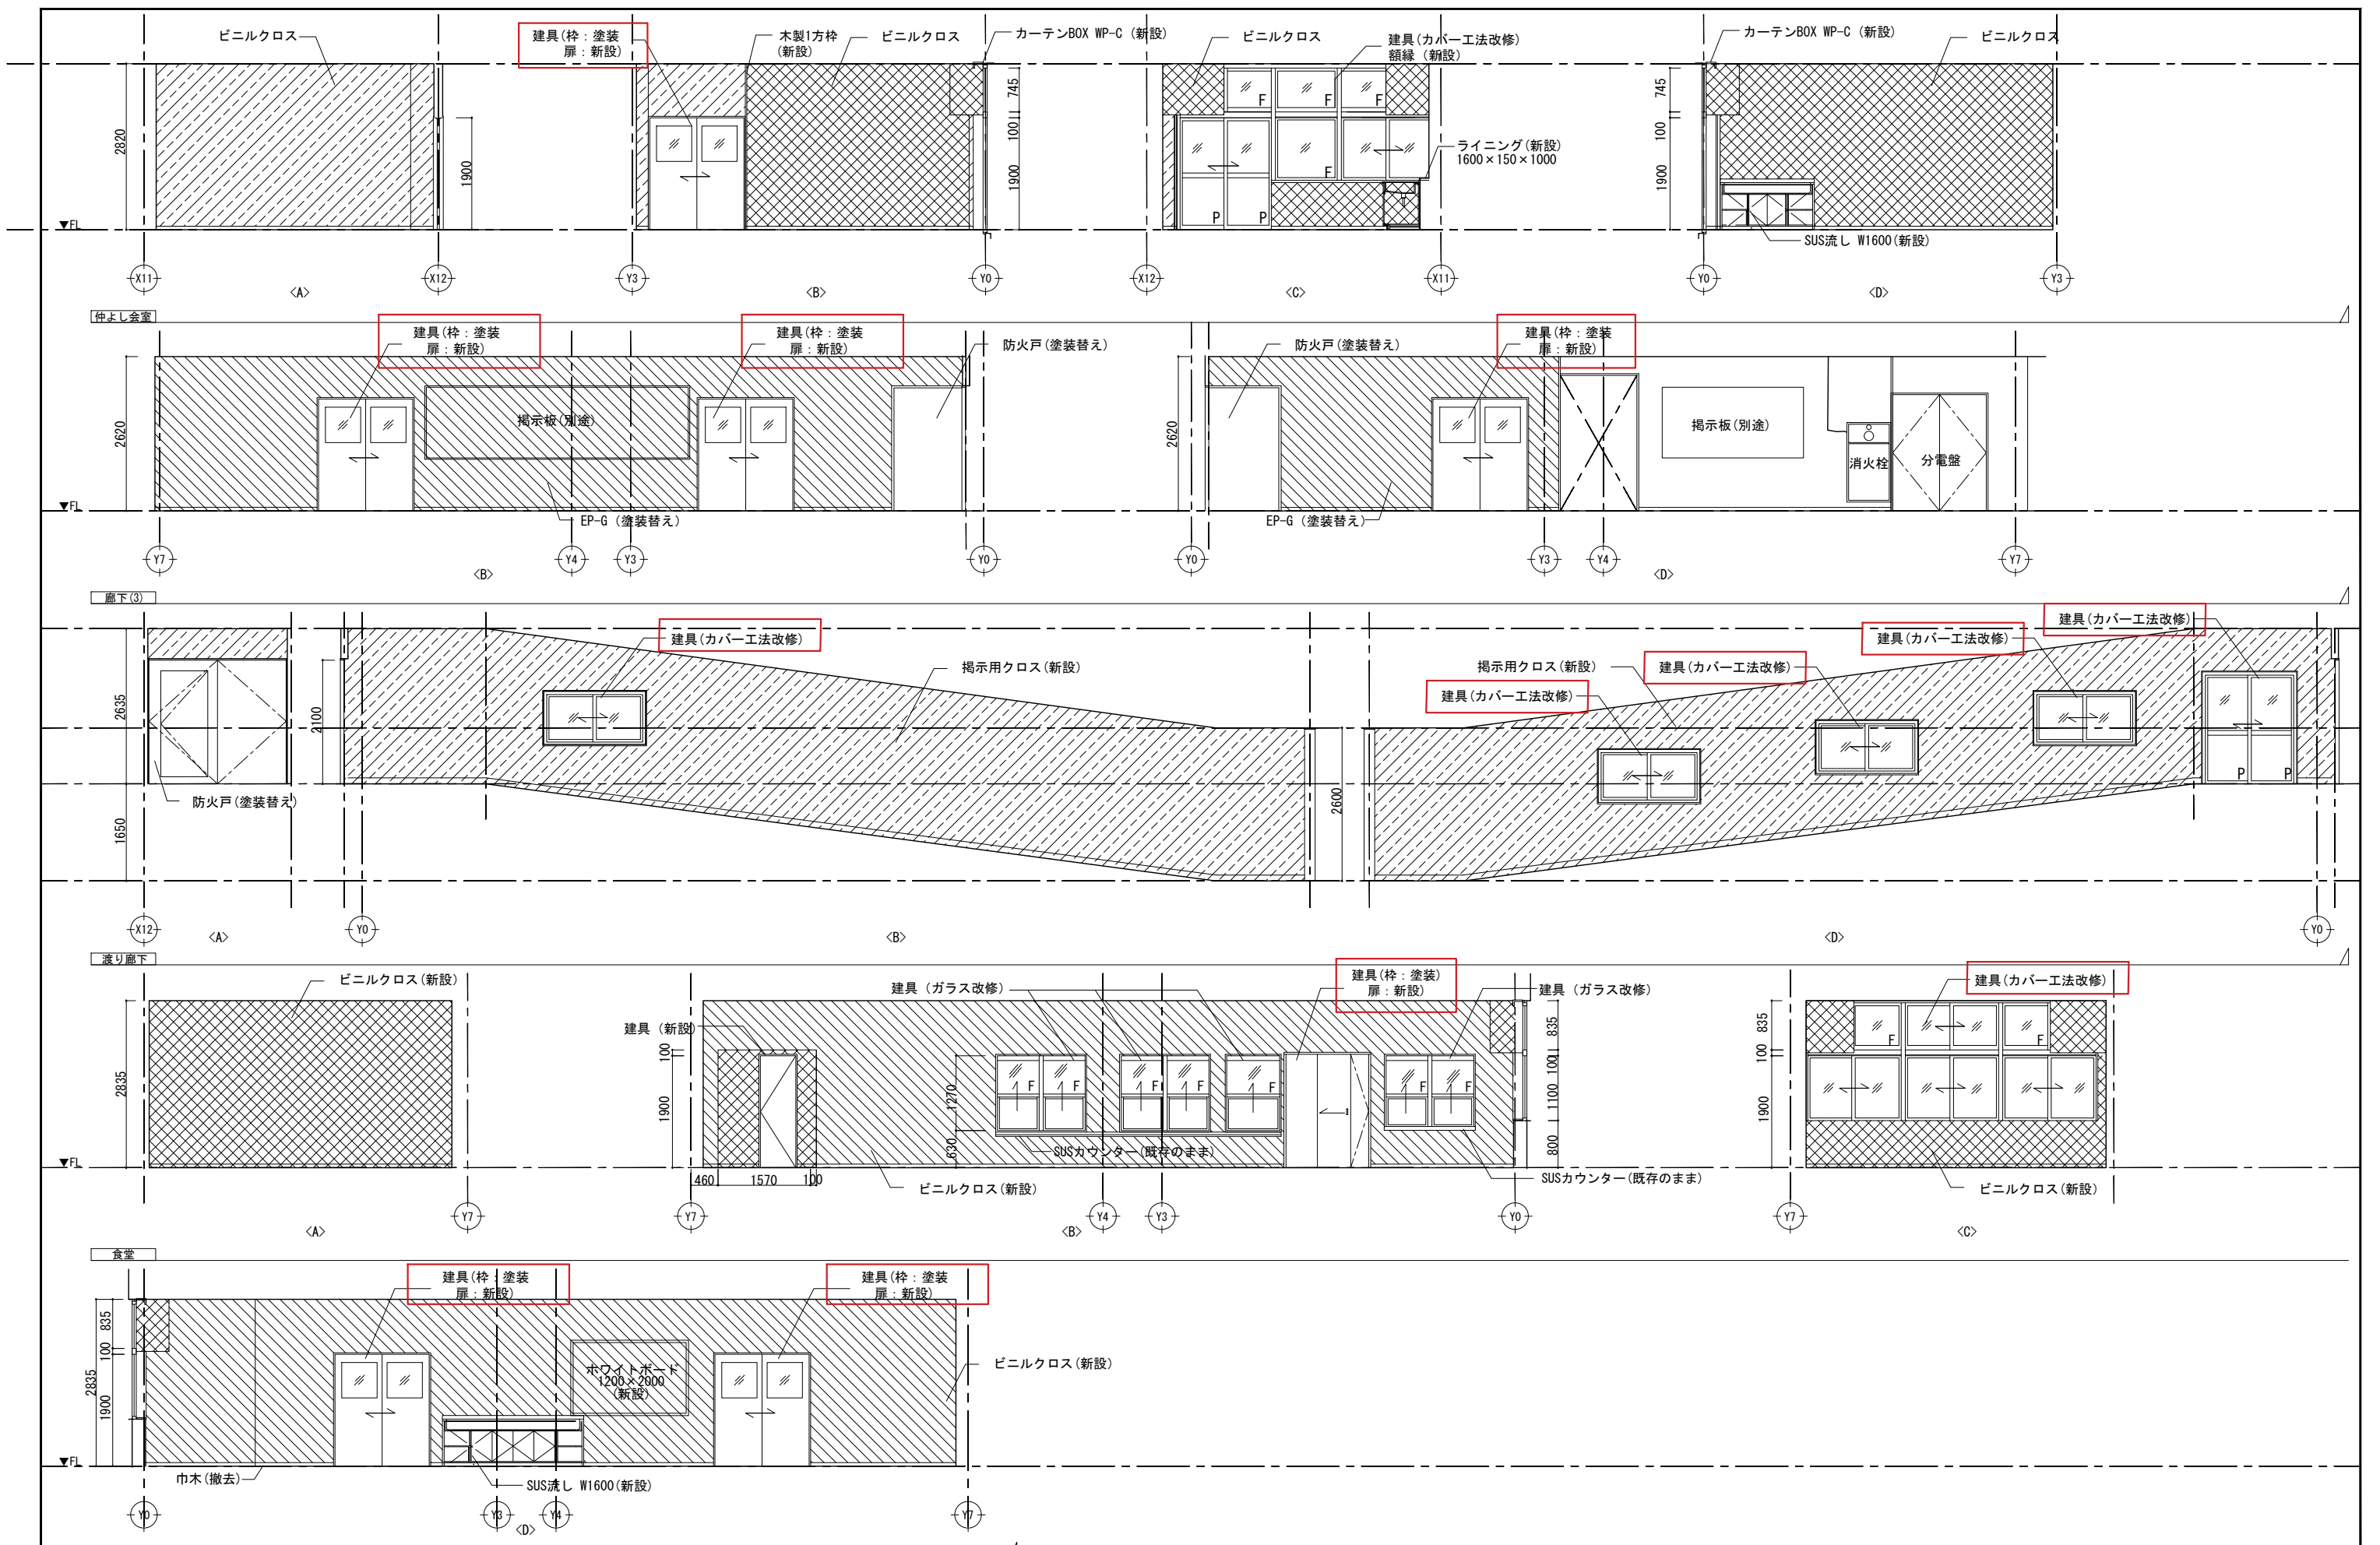 ビニルクロス
建具(枠：塗装
扉：新設)
木製1方枠
(新設)
ビニルクロス
カーテンBOX WP-C (新設)
ビニルクロス
建具(カバー工法改修)
額縁 (新設)
カーテンBOX WP-C (新設)
ビニルクロス
2820
1900
745
100
1900
F
F
F
F
P
P
ライニング(新設)
1600×150×1000
745
100
1900
SUS流し W1600(新設)
▼FL
X11
X12
Y3
Y0
X12
X11
Y0
Y3
<A>
<B>
<C>
<D>
仲よし会室
建具(枠：塗装
扉：新設)
建具(枠：塗装
扉：新設)
防火戸(塗装替え)
防火戸(塗装替え)
建具(枠：塗装
扉：新設)
2620
掲示板(別途)
2620
掲示板(別途)
消火栓
分電盤
▼FL
EP-G (塗装替え)
EP-G (塗装替え)
Y7
Y4
Y3
Y0
Y0
Y3
Y4
Y7
<B>
<D>
廊下(3)
建具(カバー工法改修)
掲示用クロス(新設)
掲示用クロス(新設)
建具(カバー工法改修)
建具(カバー工法改修)
建具(カバー工法改修)
建具(カバー工法改修)
2635
1650
2100
2600
P
P
防火戸(塗装替え)
X12
Y0
Y0
<A>
<B>
<D>
渡り廊下
ビニルクロス(新設)
建具 (新設)
建具 (ガラス改修)
建具(枠：塗装)
扉：新設)
建具 (ガラス改修)
建具(カバー工法改修)
2835
100
1900
1270
630
F
F
F
F
F
F
F
835
100
1100
800
835
100
1900
F
F
▼FL
460
1570
100
SUSカウンター(既存のまま)
ビニルクロス(新設)
SUSカウンター(既存のまま)
ビニルクロス(新設)
Y7
Y7
Y4
Y3
Y0
Y7
<A>
<B>
<C>
食堂
建具(枠：塗装
扉：新設)
建具(枠：塗装
扉：新設)
2835
835
100
1900
ホワイトボード
1200×2000
(新設)
ビニルクロス(新設)
▼FL
巾木(撤去)
SUS流し W1600(新設)
Y0
Y3
Y4
Y7
<D>